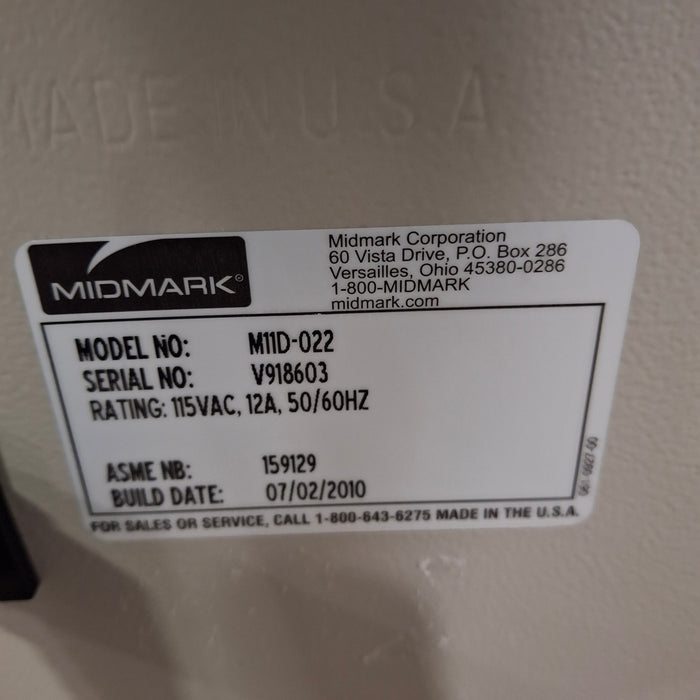 MADE IN U.S.A
MIDMARK®
Midmark Corporation
60 Vista Drive, P.O. Box 286
Versailles, Ohio 45380-0286
1-800-MIDMARK
midmark.com
MODEL NO: M11D-022
SERIAL NO: V918603
RATING: 115VAC, 12A, 50/60HZ
ASME NB: 159129
BUILD DATE: 07/02/2010
FOR SALES OR SERVICE, CALL 1-800-643-6275 MADE IN THE U.S.A.